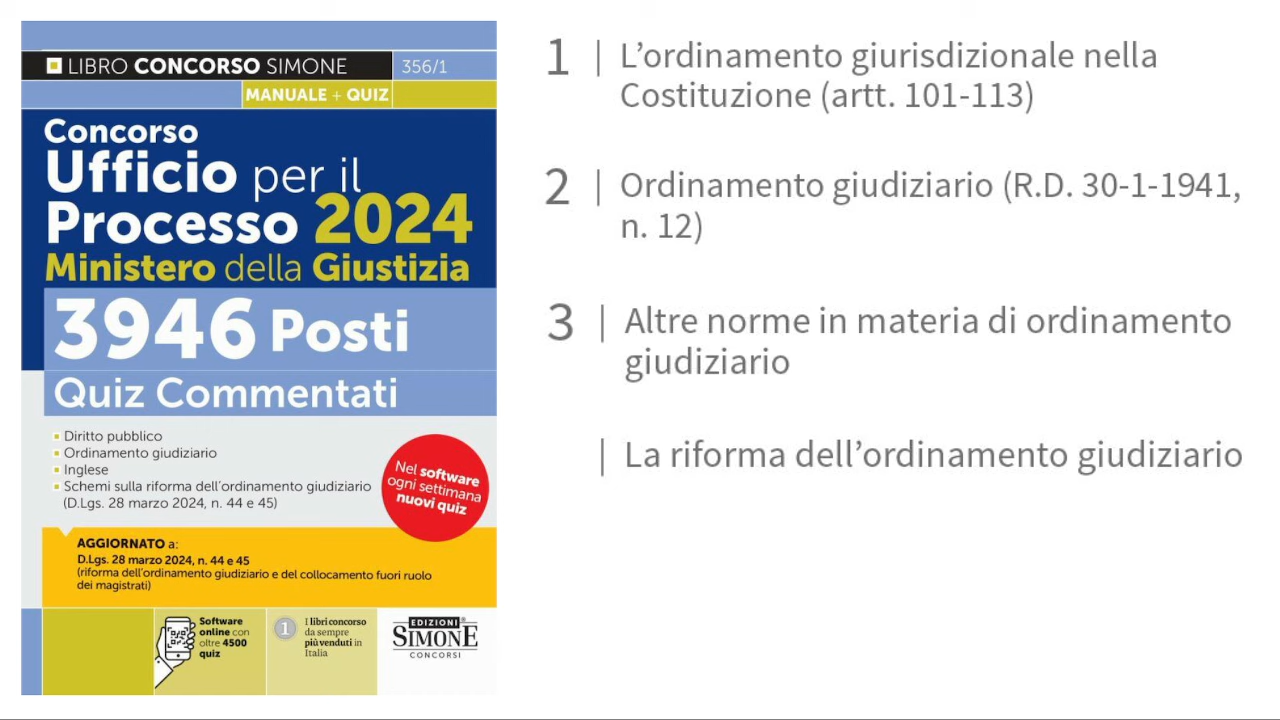 LIBRO CONCORSO SIMONE 356/1
MANUALE + QUIZ
Concorso
Ufficio per il
Processo 2024
Ministero della Giustizia
3946 Posti
Quiz Commentati
Diritto pubblico
Ordinamento giudiziario
Inglese
Schemi sulla riforma dell'ordinamento giudiziario
(D.Lgs. 28 marzo 2024, n. 44 e 45)
Nel software
ogni settimana
nuovi quiz
AGGIORNATO a:
D.Lgs. 28 marzo 2024, n. 44 e 45
(riforma dell'ordinamento giudiziario e del collocamento fuori ruolo
dei magistrati)
Software
online con
oltre 4500
quiz
1
I libri concorso
da sempre
più venduti in
Italia
EDIZIONI
SIMONE®
CONCORSI
1 | L'ordinamento giurisdizionale nella
Costituzione (artt. 101-113)
2 | Ordinamento giudiziario (R.D. 30-1-1941,
n. 12)
3 | Altre norme in materia di ordinamento
giudiziario
| La riforma dell'ordinamento giudiziario